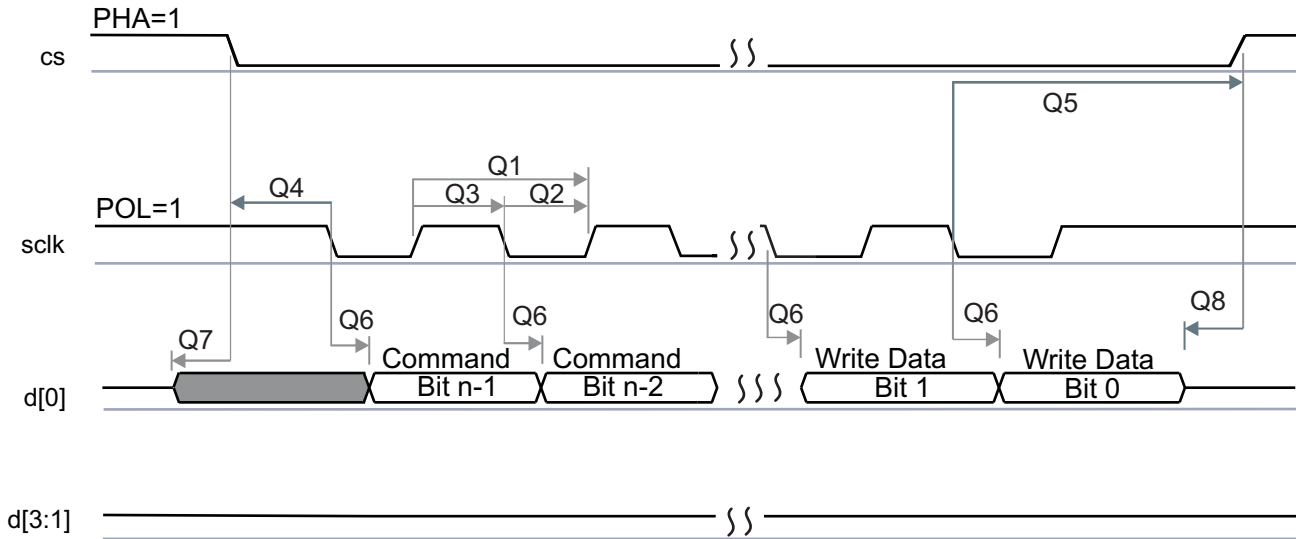 PHA=1
cs
Q5
Q1
Q4
Q3
Q2
POL=1
sclk
Q8
Q6
Q6
Q6
Q6
Q7
Command
Command
Write Data
Write Data
d[0]
Bit n-1
Bit n-2
Bit 1
Bit 0
d[3:1]